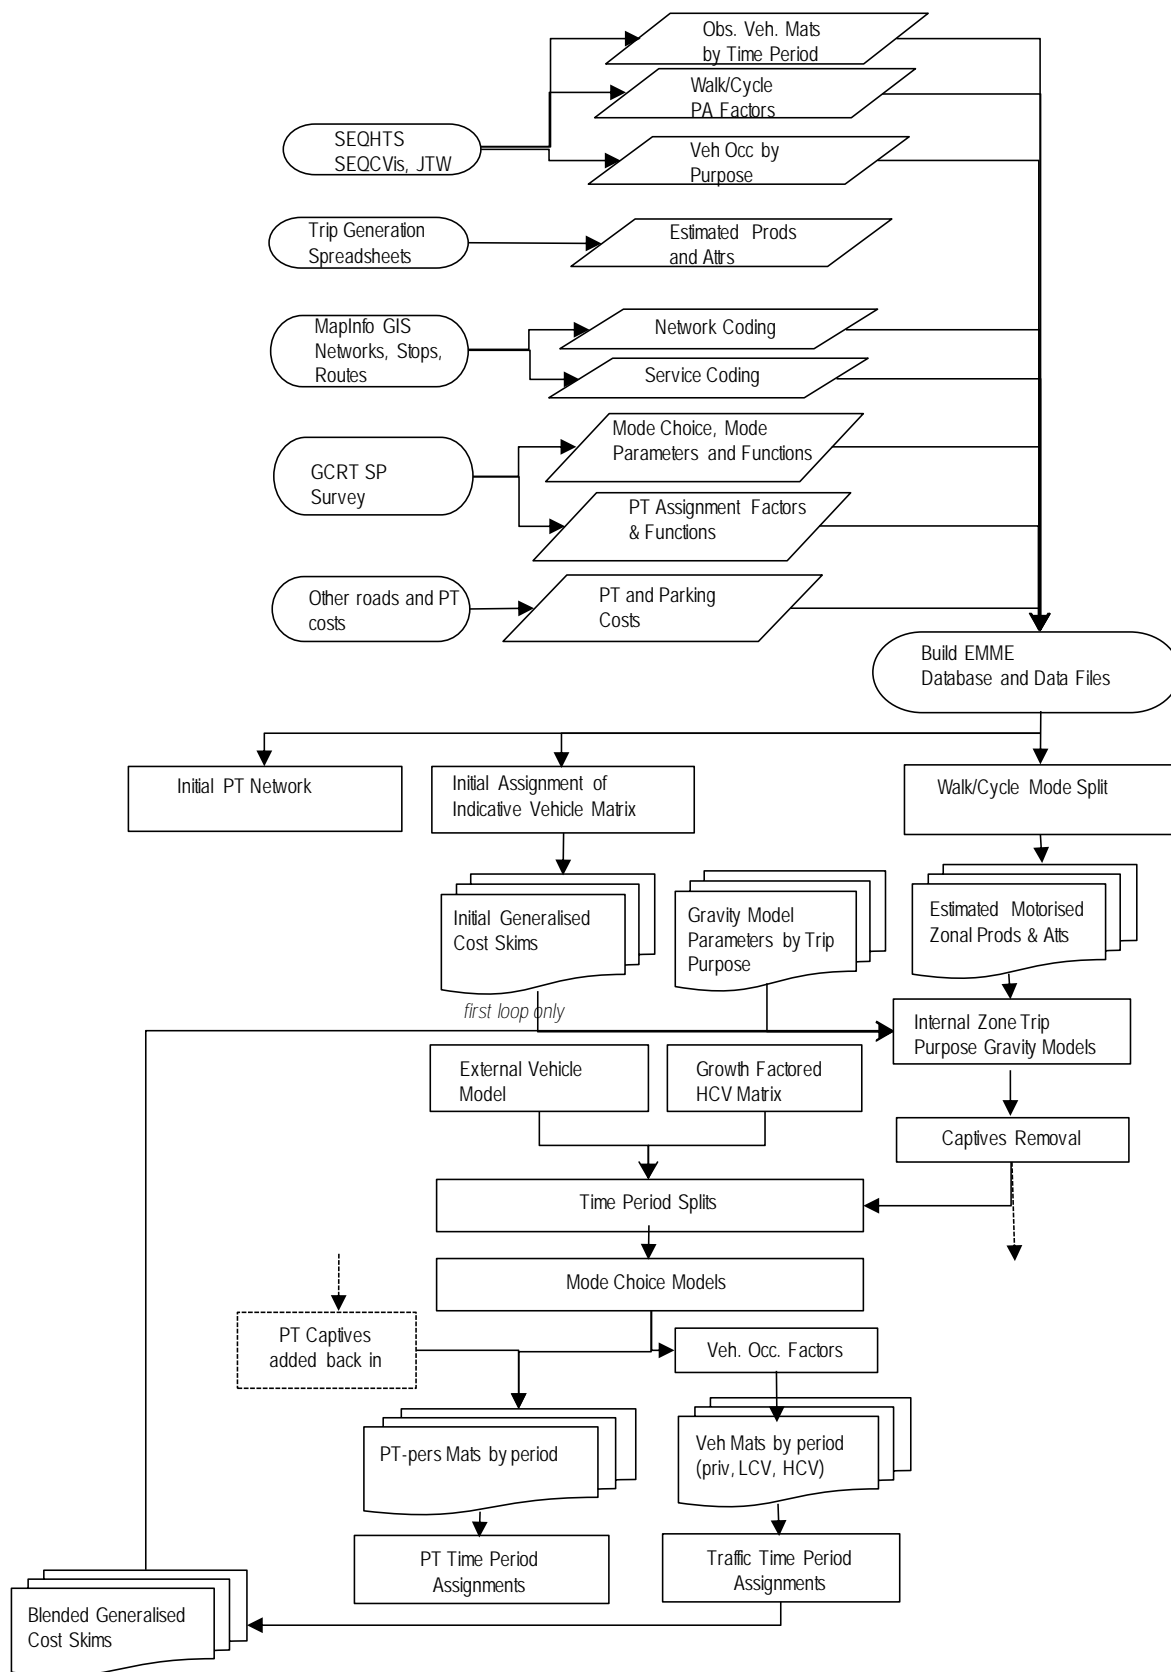 Obs. Veh. Mats
by Time Period
Walk/Cycle
PA Factors
SEQHTS
SEQCVis, JTW
Veh Occ by
Purpose
Trip Generation
Spreadsheets
Estimated Prods
and Attrs
MapInfo GIS
Networks, Stops,
Routes
Network Coding
Service Coding
GCRT SP
Survey
Mode Choice, Mode
Parameters and Functions
PT Assignment Factors
& Functions
Other roads and PT
costs
PT and Parking
Costs
Build EMME
Database and Data Files
Initial PT Network
Initial Assignment of
Indicative Vehicle Matrix
Walk/Cycle Mode Split
Initial Generalised
Cost Skims
Gravity Model
Parameters by Trip
Purpose
Estimated Motorised
Zonal Prods & Atts
first loop only
Internal Zone Trip
Purpose Gravity Models
External Vehicle
Model
Growth Factored
HCV Matrix
Captives Removal
Time Period Splits
Mode Choice Models
PT Captives
added back in
Veh. Occ. Factors
PT-pers Mats by period
Veh Mats by period
(priv, LCV, HCV)
PT Time Period
Assignments
Traffic Time Period
Assignments
Blended Generalised
Cost Skims